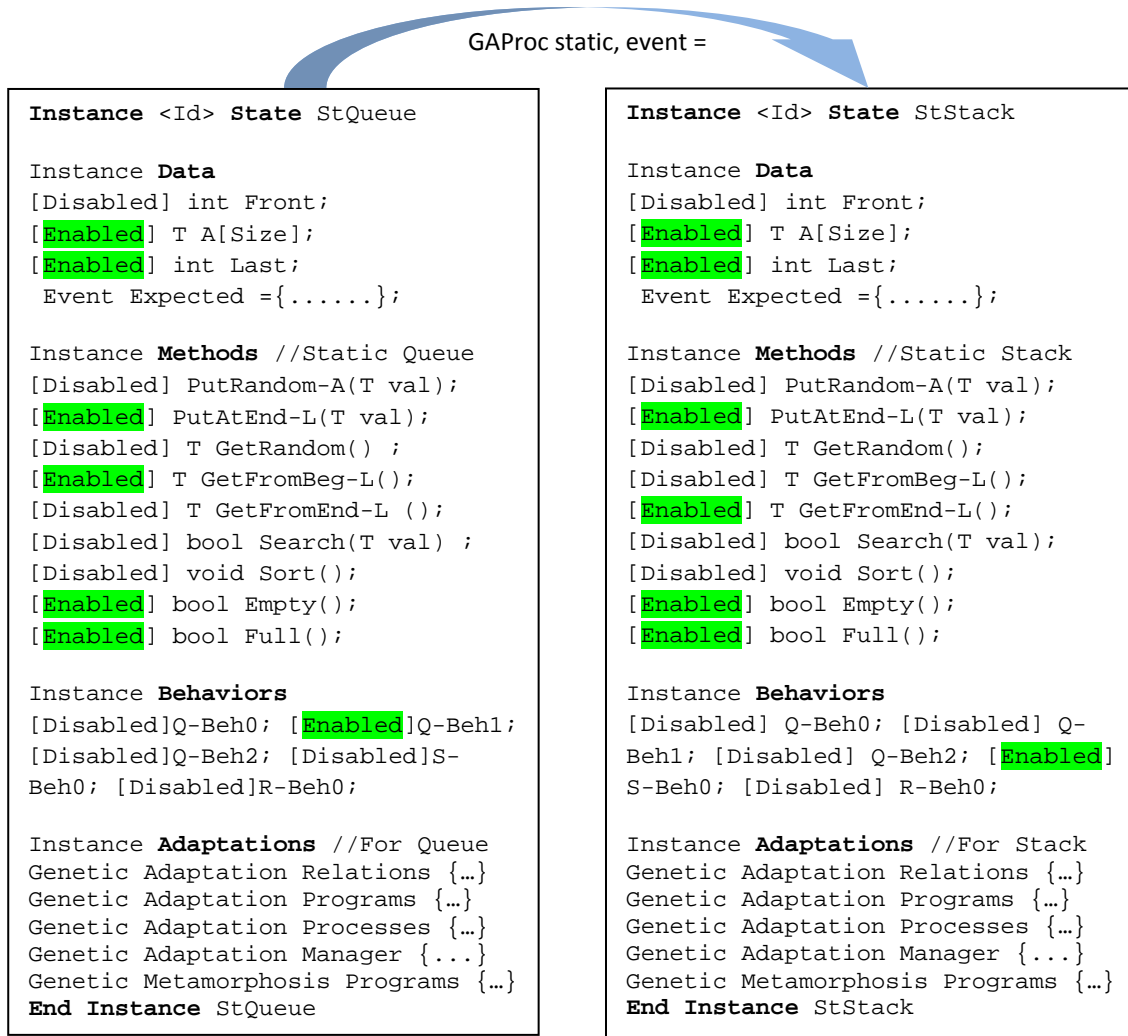 GAProc static, event =
Instance <Id> State StQueue
Instance Data
[Disabled] int Front;
[Enabled] T A[Size];
[Enabled] int Last;
Event Expected ={......};
Instance Methods //Static Queue
[Disabled] PutRandom-A(T val);
[Enabled] PutAtEnd-L(T val);
[Disabled] T GetRandom() ;
[Enabled] T GetFromBeg-L();
[Disabled] T GetFromEnd-L ();
[Disabled] bool Search(T val) ;
[Disabled] void Sort();
[Enabled] bool Empty();
[Enabled] bool Full();
Instance Behaviors
[Disabled]Q-Beh0; [Enabled]Q-Beh1;
[Disabled]Q-Beh2; [Disabled]S-
Beh0; [Disabled]R-Beh0;
Instance Adaptations //For Queue
Genetic Adaptation Relations {…}
Genetic Adaptation Programs {…}
Genetic Adaptation Processes {…}
Genetic Adaptation Manager {...}
Genetic Metamorphosis Programs {…}
End Instance StQueue
Instance <Id> State StStack
Instance Data
[Disabled] int Front;
[Enabled] T A[Size];
[Enabled] int Last;
Event Expected ={......};
Instance Methods //Static Stack
[Disabled] PutRandom-A(T val);
[Enabled] PutAtEnd-L(T val);
[Disabled] T GetRandom();
[Disabled] T GetFromBeg-L();
[Enabled] T GetFromEnd-L();
[Disabled] bool Search(T val);
[Disabled] void Sort();
[Enabled] bool Empty();
[Enabled] bool Full();
Instance Behaviors
[Disabled] Q-Beh0; [Disabled] Q-
Beh1; [Disabled] Q-Beh2; [Enabled]
S-Beh0; [Disabled] R-Beh0;
Instance Adaptations //For Stack
Genetic Adaptation Relations {…}
Genetic Adaptation Programs {…}
Genetic Adaptation Processes {…}
Genetic Adaptation Manager {...}
Genetic Metamorphosis Programs {…}
End Instance StStack